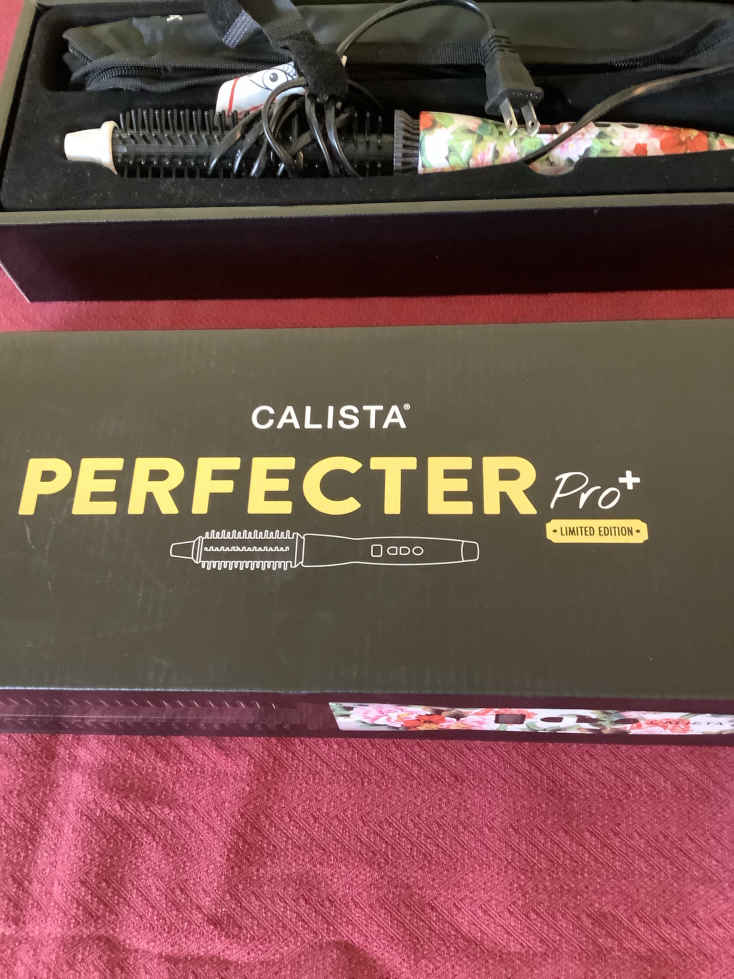 CALISTA®
PERFECTER Pro+
• LIMITED EDITION •